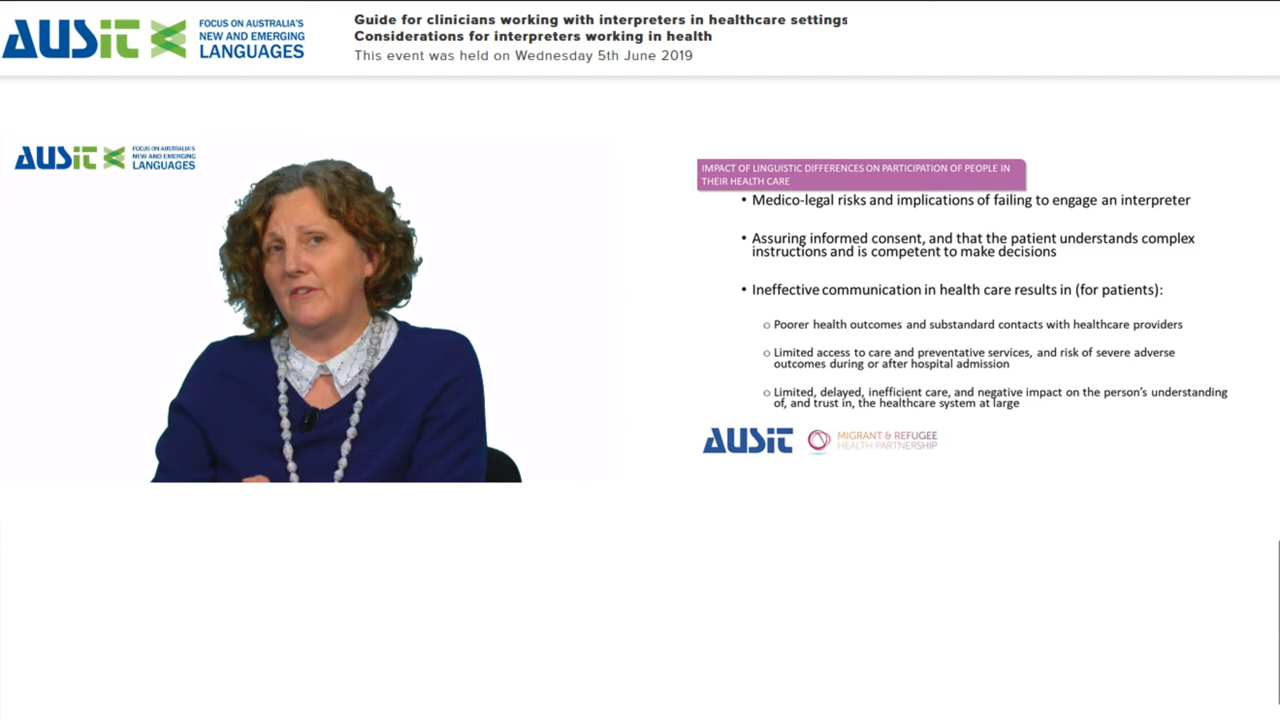 AUSiT
FOCUS ON AUSTRALIA'S
NEW AND EMERGING
LANGUAGES
Guide for clinicians working with interpreters in healthcare settings
Considerations for interpreters working in health
This event was held on Wednesday 5th June 2019
AUSiT
FOCUS ON AUSTRALIA'S
NEW AND EMERGING
LANGUAGES
IMPACT OF LINGUISTIC DIFFERENCES ON PARTICIPATION OF PEOPLE IN
THEIR HEALTH CARE
• Medico-legal risks and implications of failing to engage an interpreter
• Assuring informed consent, and that the patient understands complex
instructions and is competent to make decisions
• Ineffective communication in health care results in (for patients):
o Poorer health outcomes and substandard contacts with healthcare providers
o Limited access to care and preventative services, and risk of severe adverse
outcomes during or after hospital admission
o Limited, delayed, inefficient care, and negative impact on the person's understanding
of, and trust in, the healthcare system at large
AUSiT
MIGRANT & REFUGEE
HEALTH PARTNERSHIP